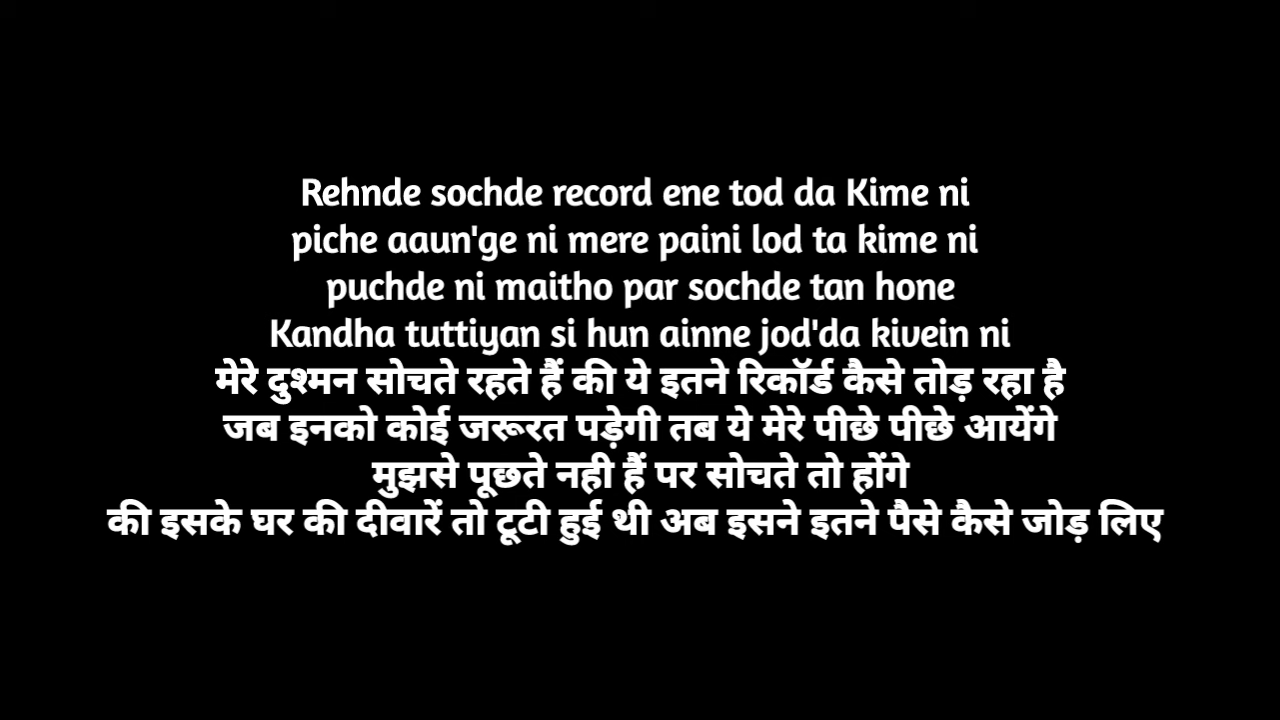 Rehnde sochde record ene tod da Kime ni
piche aaun'ge ni mere paini lod ta kime ni
puchde ni maitho par sochde tan hone
Kandha tuttiyan si hun ainne jod'da kivein ni
मेरे दुश्मन सोचते रहते हैं की ये इतने रिकॉर्ड कैसे तोड़ रहा है
जब इनको कोई जरूरत पड़ेगी तब ये मेरे पीछे पीछे आयेंगे
मुझसे पूछते नही हैं पर सोचते तो होंगे
की इसके घर की दीवारें तो टूटी हुई थी अब इसने इतने पैसे कैसे जोड़ लिए